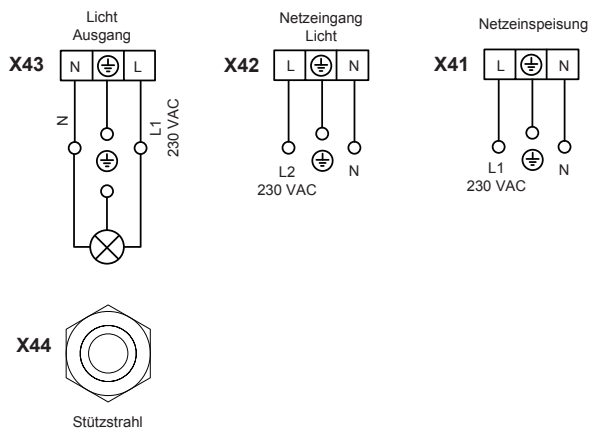 Licht
Ausgang
X43
N
L
N
L1
230 VAC
Netzeingang
Licht
X42
L
N
L2
N
230 VAC
Netzeinspeisung
X41
L
N
L1
N
230 VAC
X44
Stützstrahl